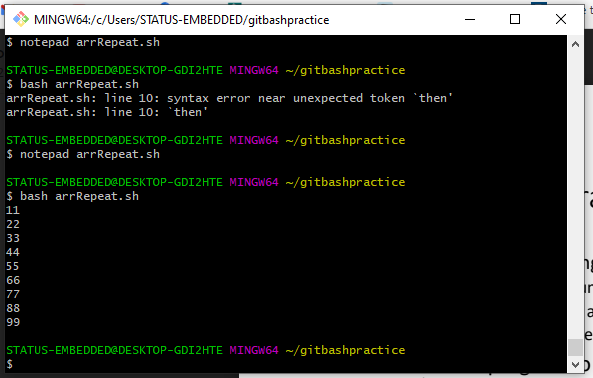 MINGW64:/c/Users/STATUS-EMBEDDED/gitbashpractice
$ notepad arrRepeat.sh
STATUS-EMBEDDED@DESKTOP-GDI2HTE MINGW64 ~/gitbashpractice
$ bash arrRepeat.sh
arrRepeat.sh: line 10: syntax error near unexpected token `then'
arrRepeat.sh: line 10: `then'
STATUS-EMBEDDED@DESKTOP-GDI2HTE MINGW64 ~/gitbashpractice
$ notepad arrRepeat.sh
STATUS-EMBEDDED@DESKTOP-GDI2HTE MINGW64 ~/gitbashpractice
$ bash arrRepeat.sh
11
22
33
44
55
66
77
88
99
STATUS-EMBEDDED@DESKTOP-GDI2HTE MINGW64 ~/gitbashpractice
$